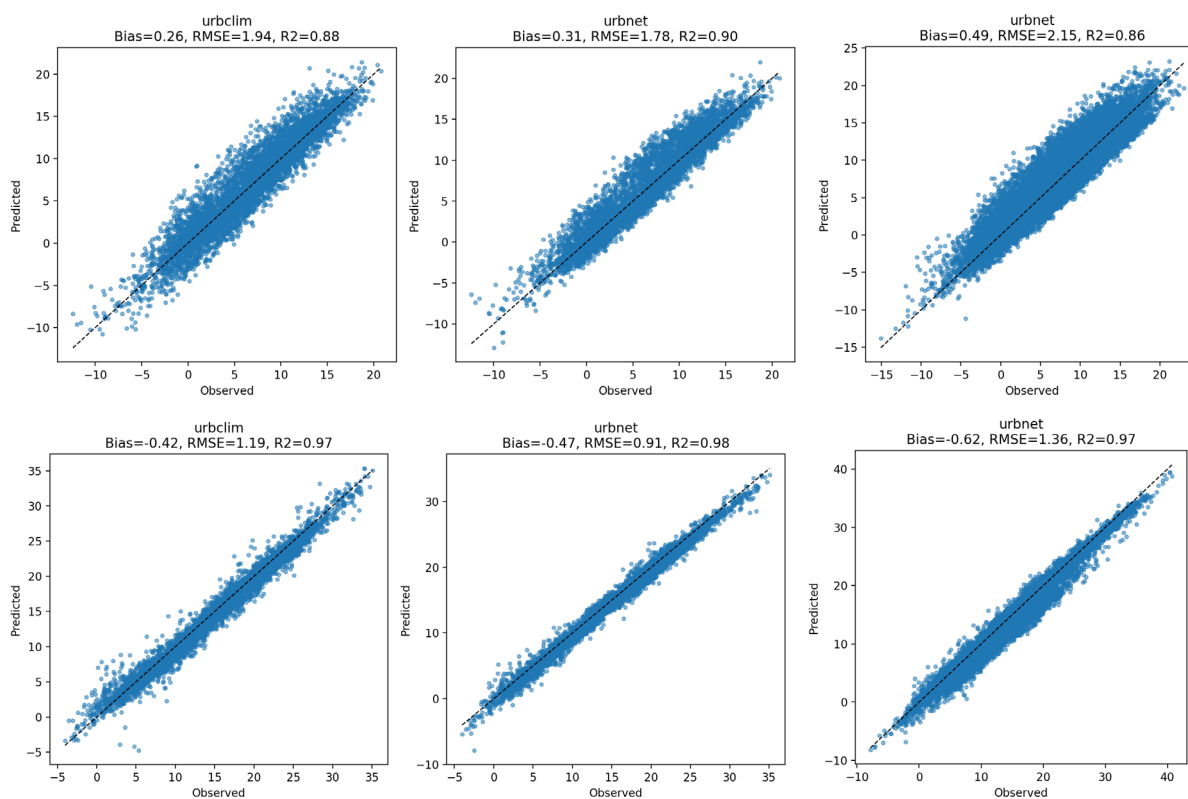 urbclim
Bias=0.26, RMSE=1.94, R2=0.88
20
15
10
5
0
−5
−10
Predicted
−10 −5 0 5 10 15 20
Observed
urbnet
Bias=0.31, RMSE=1.78, R2=0.90
20
15
10
5
0
−5
−10
Predicted
−10 −5 0 5 10 15 20
Observed
urbnet
Bias=0.49, RMSE=2.15, R2=0.86
25
20
15
10
5
0
−5
−10
−15
Predicted
−15 −10 −5 0 5 10 15 20
Observed
urbclim
Bias=-0.42, RMSE=1.19, R2=0.97
35
30
25
20
15
10
5
0
−5
Predicted
−5 0 5 10 15 20 25 30 35
Observed
urbnet
Bias=-0.47, RMSE=0.91, R2=0.98
30
20
10
0
−10
Predicted
−5 0 5 10 15 20 25 30 35
Observed
urbnet
Bias=-0.62, RMSE=1.36, R2=0.97
40
30
20
10
0
−10
Predicted
−10 0 10 20 30 40
Observed